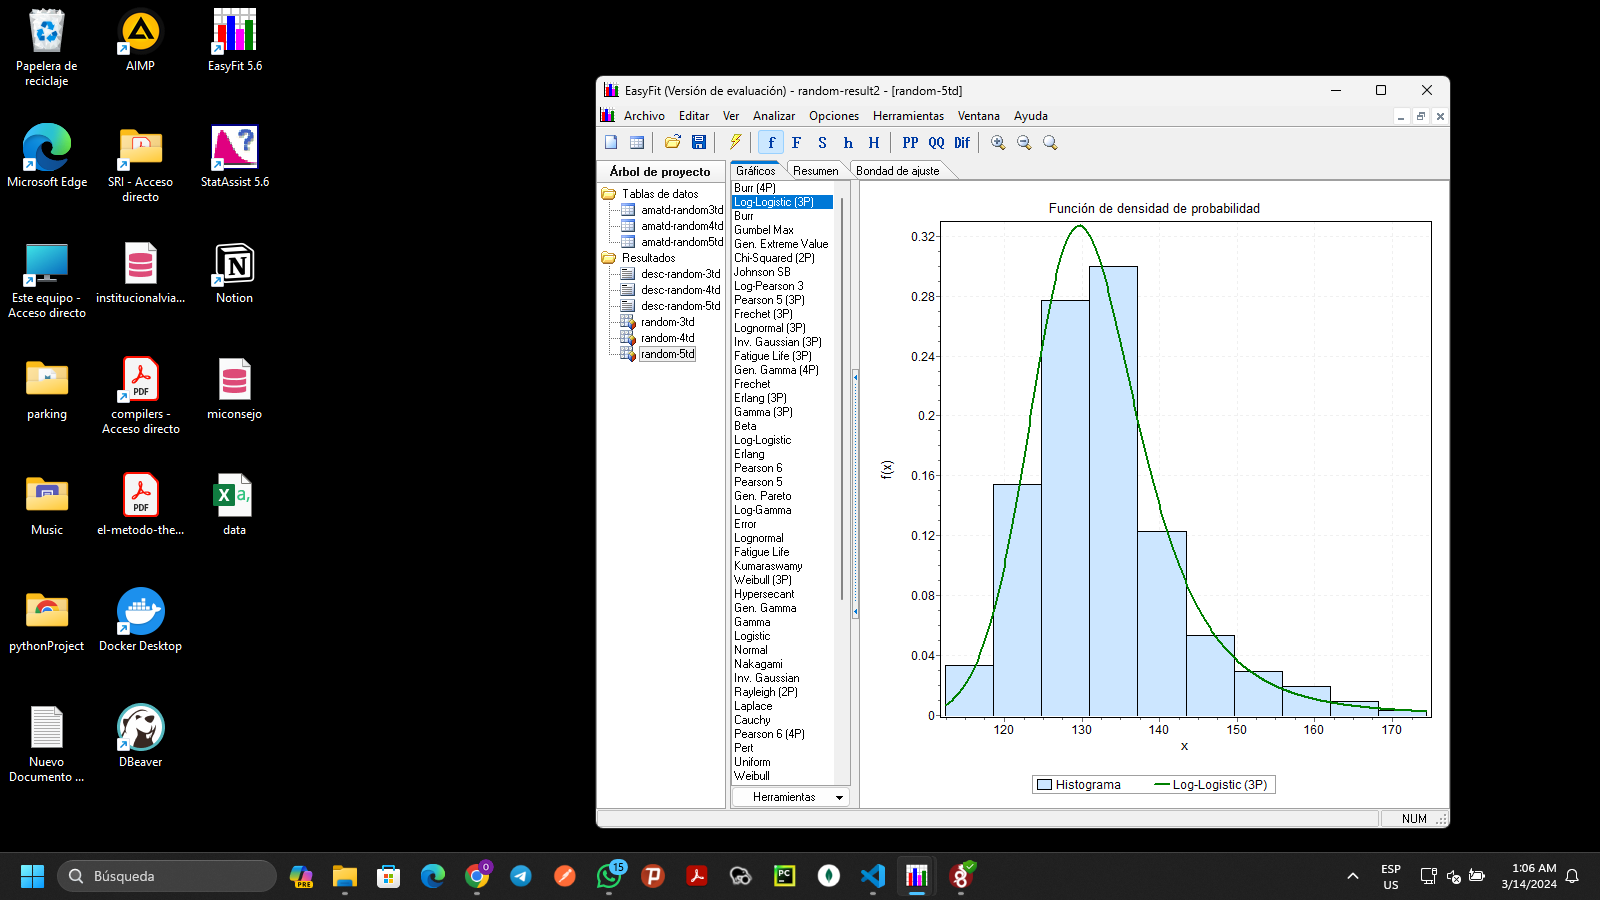 Papelera de
reciclaje
AIMP
EasyFit 5.6
Microsoft Edge
SRI - Acceso
directo
StatAssist 5.6
Este equipo -
Acceso directo
institucionalvia...
Notion
parking
compilers -
Acceso directo
miconsejo
Music
el-metodo-the...
data
pythonProject
Docker Desktop
Nuevo
Documento ...
DBeaver
EasyFit (Versión de evaluación) - random-result2 - [random-5td]
Archivo Editar Ver Analizar Opciones Herramientas Ventana Ayuda
f F S h H PP QQ Dif
Árbol de proyecto
Tablas de datos
amatd-random3td
amatd-random4td
amatd-random5td
Resultados
desc-random-3td
desc-random-4td
desc-random-5td
random-3td
random-4td
random-5td
Gráficos Resumen Bondad de ajuste
Burr (4P)
Log-Logistic (3P)
Burr
Gumbel Max
Gen. Extreme Value
Chi-Squared (2P)
Johnson SB
Log-Pearson 3
Pearson 5 (3P)
Frechet (3P)
Lognormal (3P)
Inv. Gaussian (3P)
Fatigue Life (3P)
Gen. Gamma (4P)
Frechet
Erlang (3P)
Gamma (3P)
Beta
Log-Logistic
Erlang
Pearson 6
Pearson 5
Gen. Pareto
Log-Gamma
Error
Lognormal
Fatigue Life
Kumaraswamy
Weibull (3P)
Hypersecant
Gen. Gamma
Gamma
Logistic
Normal
Nakagami
Inv. Gaussian
Rayleigh (2P)
Laplace
Cauchy
Pearson 6 (4P)
Pert
Uniform
Weibull
Herramientas
Función de densidad de probabilidad
0.32
0.28
0.24
0.2
0.16
0.12
0.08
0.04
0
f(x)
120 130 140 150 160 170
x
Histograma Log-Logistic (3P)
NUM
Búsqueda
PRE
0
15
PC
ESP
US
1:06 AM
3/14/2024